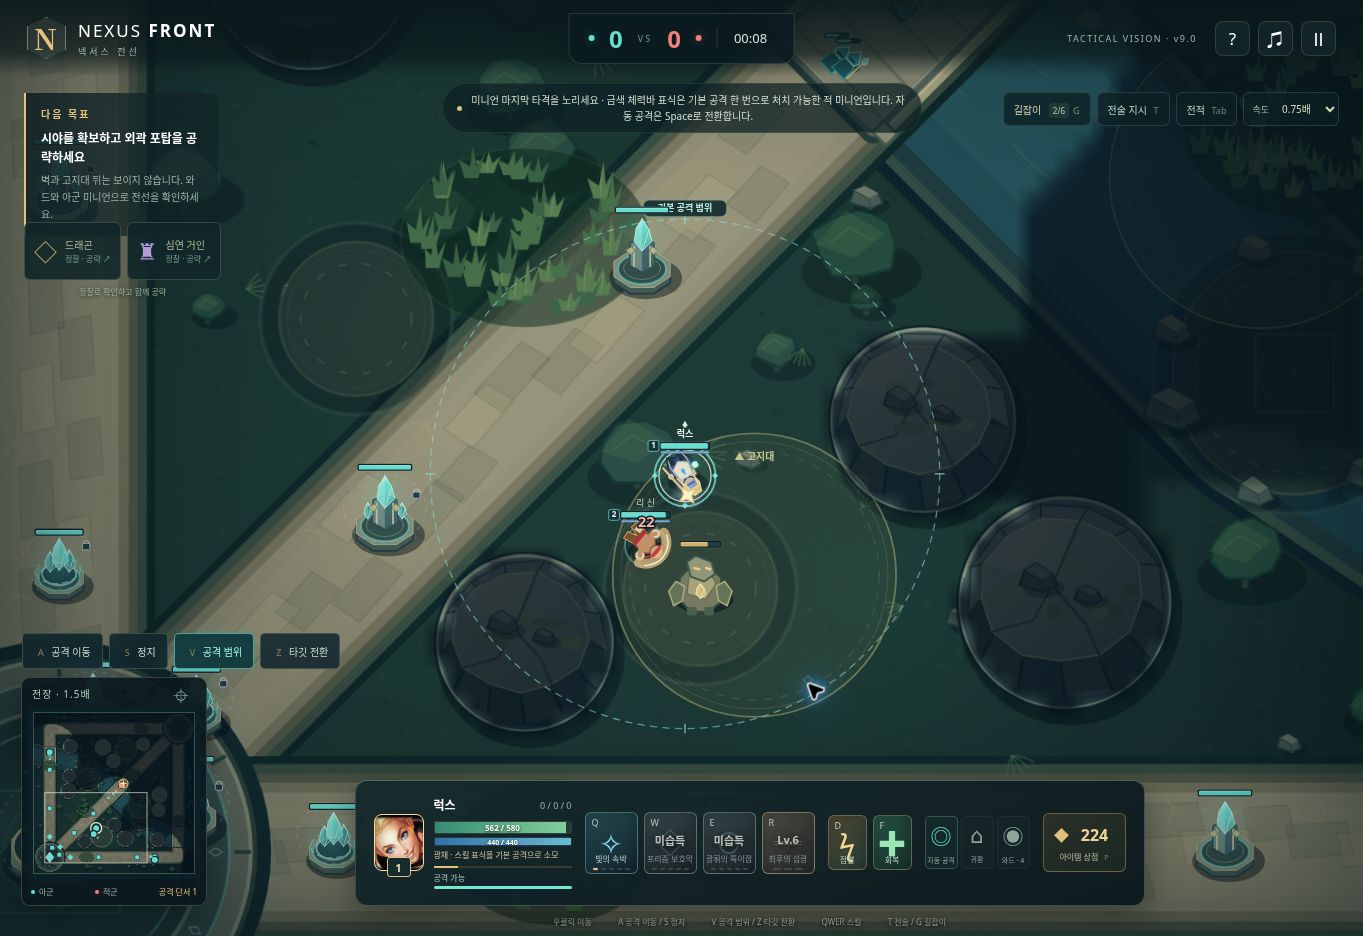 N NEXUS FRONT
넥서스 전선
0 VS 0 00:08
TACTICAL VISION · v9.0 ?
다음 목표
시야를 확보하고 외곽 포탑을 공
략하세요
벽과 고지대 뒤는 보이지 않습니다. 와
드와 아군 미니언으로 전선을 확인하세
요.
미니언 마지막 타격을 노리세요 · 금색 체력바 표식은 기본 공격 한 번으로 처치 가능한 적 미니언입니다. 자
동 공격은 Space로 전환합니다.
길잡이 2/6 G
전술 지시 T
전적 Tab
속도 0.75배
드래곤
정찰 · 공략 ↗
심연 거인
정찰 · 공략 ↗
정찰로 확인하고 함께 공략
기본 공격 범위
럭스
1
▲ 고지대
리 신
2
22
A 공격 이동
S 정지
V 공격 범위
Z 타깃 전환
전장 · 1.5배
아군
적군
공격 단서 1
럭스 0 / 0 / 0
1
562 / 580
440 / 440
광채 · 스킬 표식을 기본 공격으로 소모
공격 가능
Q
빛의 속박
W
미습득
프리즘 보호막
E
미습득
광휘의 특이점
R
Lv.6
최후의 섬광
D
점멸
F
회복
자동 공격
귀환
와드 · 4
224
아이템 상점 P
우클릭 이동 · A 공격 이동 / S 정지 · V 공격 범위 / Z 타깃 전환 · QWER 스킬 · T 전술 / G 길잡이